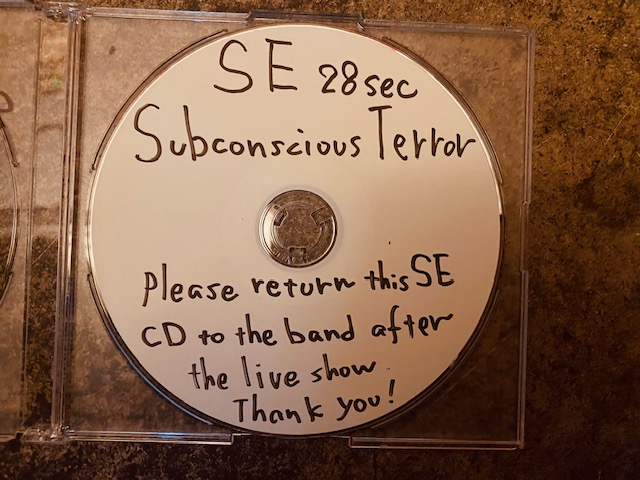 SE 28sec
Subconscious Terror
Please return this SE
CD to the band after
the live show.
Thank you!